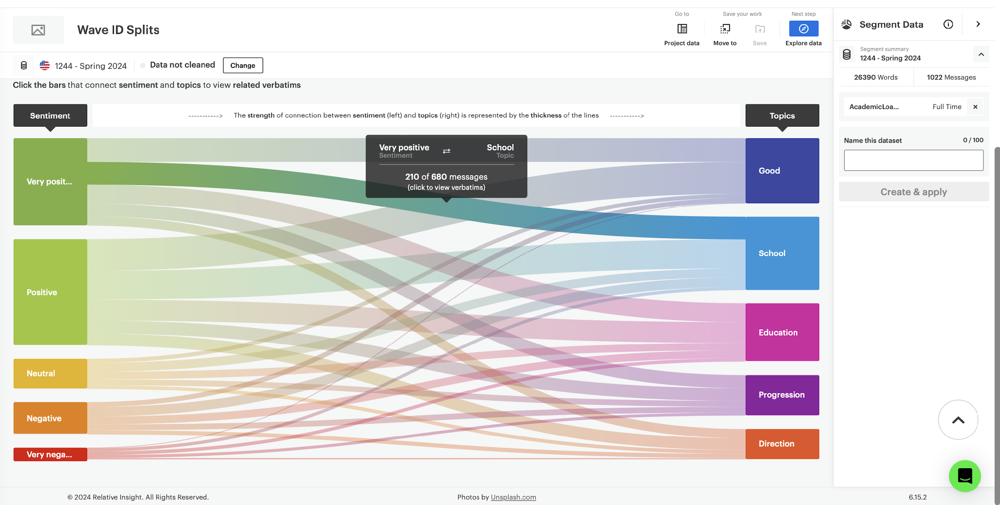 Wave ID Splits
Go to
Save your work
Next step
Project data
Move to
Save
Explore data
1244 - Spring 2024
Data not cleaned
Change
Click the bars that connect sentiment and topics to view related verbatims
Sentiment
-----------> The strength of connection between sentiment (left) and topics (right) is represented by the thickness of the lines ----------->
Topics
Very positive
Sentiment
⇄
School
Topic
210 of 680 messages
(click to view verbatims)
Very posit...
Positive
Neutral
Negative
Very nega...
Good
School
Education
Progression
Direction
Segment Data
Segment summary
1244 - Spring 2024
26390 Words
1022 Messages
AcademicLoa...
Full Time
Name this dataset
0 / 100
Create & apply
© 2024 Relative Insight. All Rights Reserved.
Photos by Unsplash.com
6.15.2